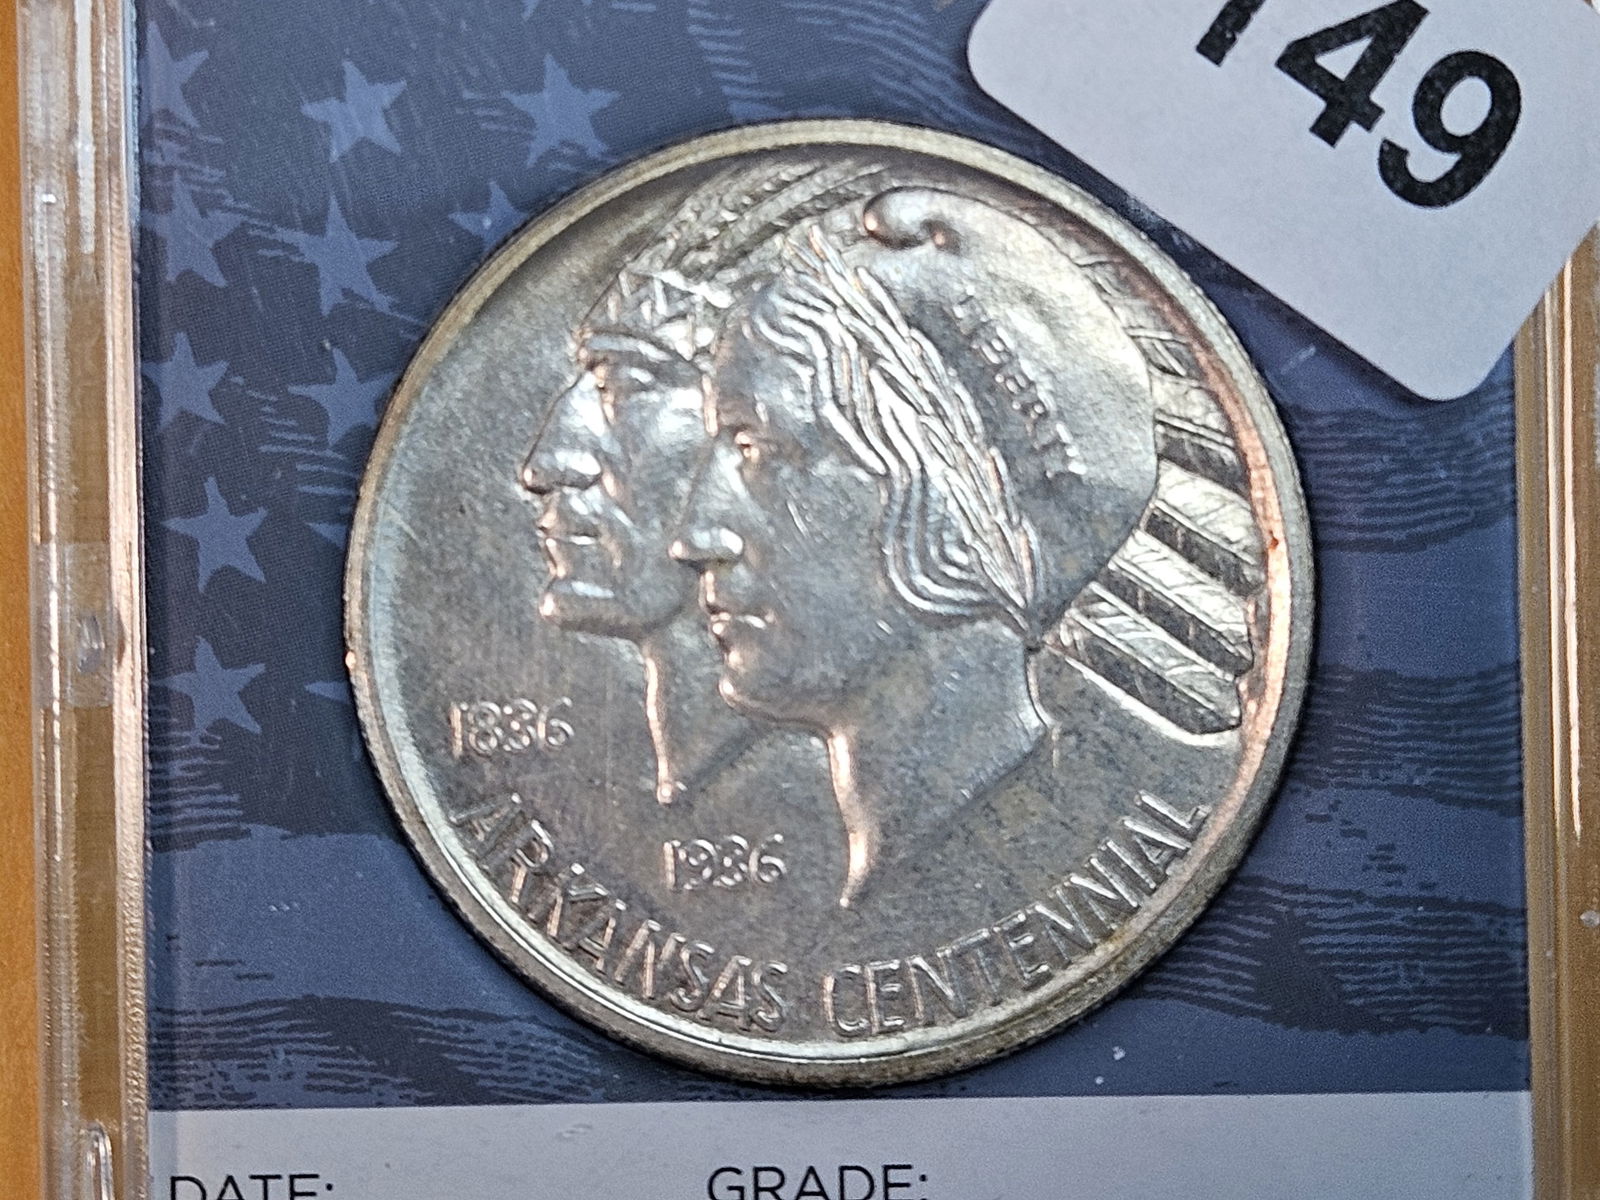 149
LIBERTY
1836
1936
ARKANSAS CENTENNIAL
DATE:
GRADE: